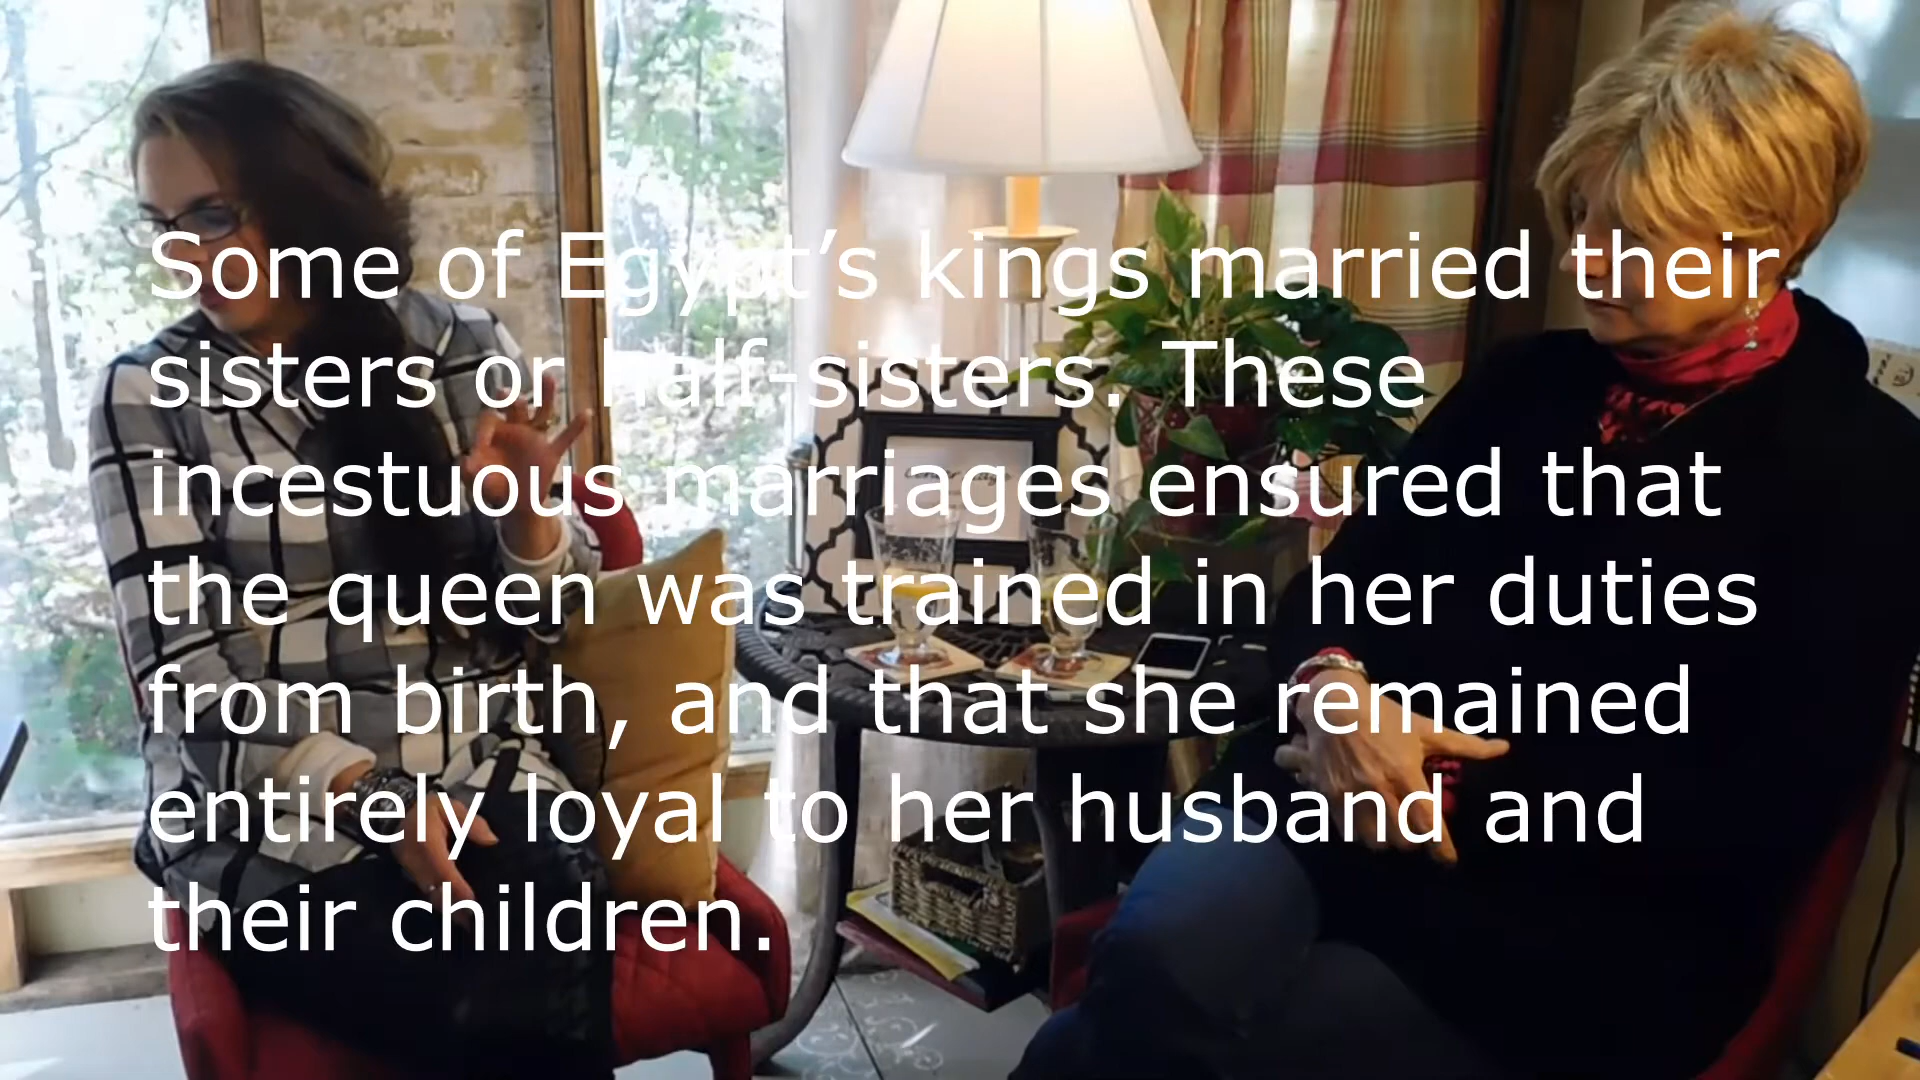 Some of Egypt’s kings married their
sisters or half-sisters. These
incestuous marriages ensured that
the queen was trained in her duties
from birth, and that she remained
entirely loyal to her husband and
their children.